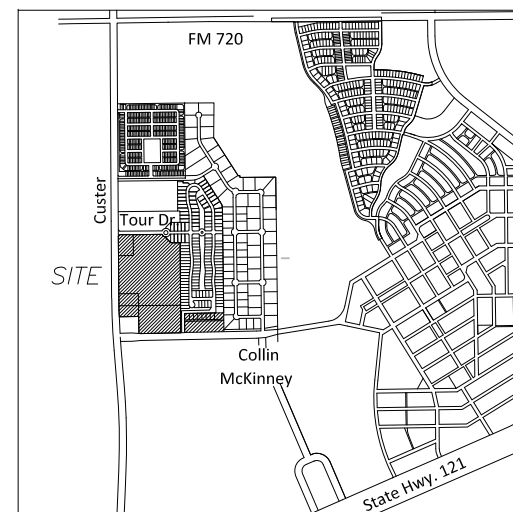 FM 720
Custer
Tour Dr.
SITE
Collin
McKinney
State Hwy. 121